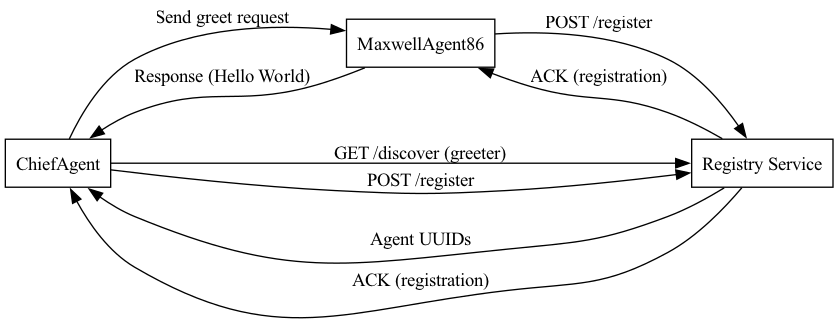 Send greet request
POST /register
MaxwellAgent86
Response (Hello World)
ACK (registration)
GET /discover (greeter)
ChiefAgent
Registry Service
POST /register
Agent UUIDs
ACK (registration)